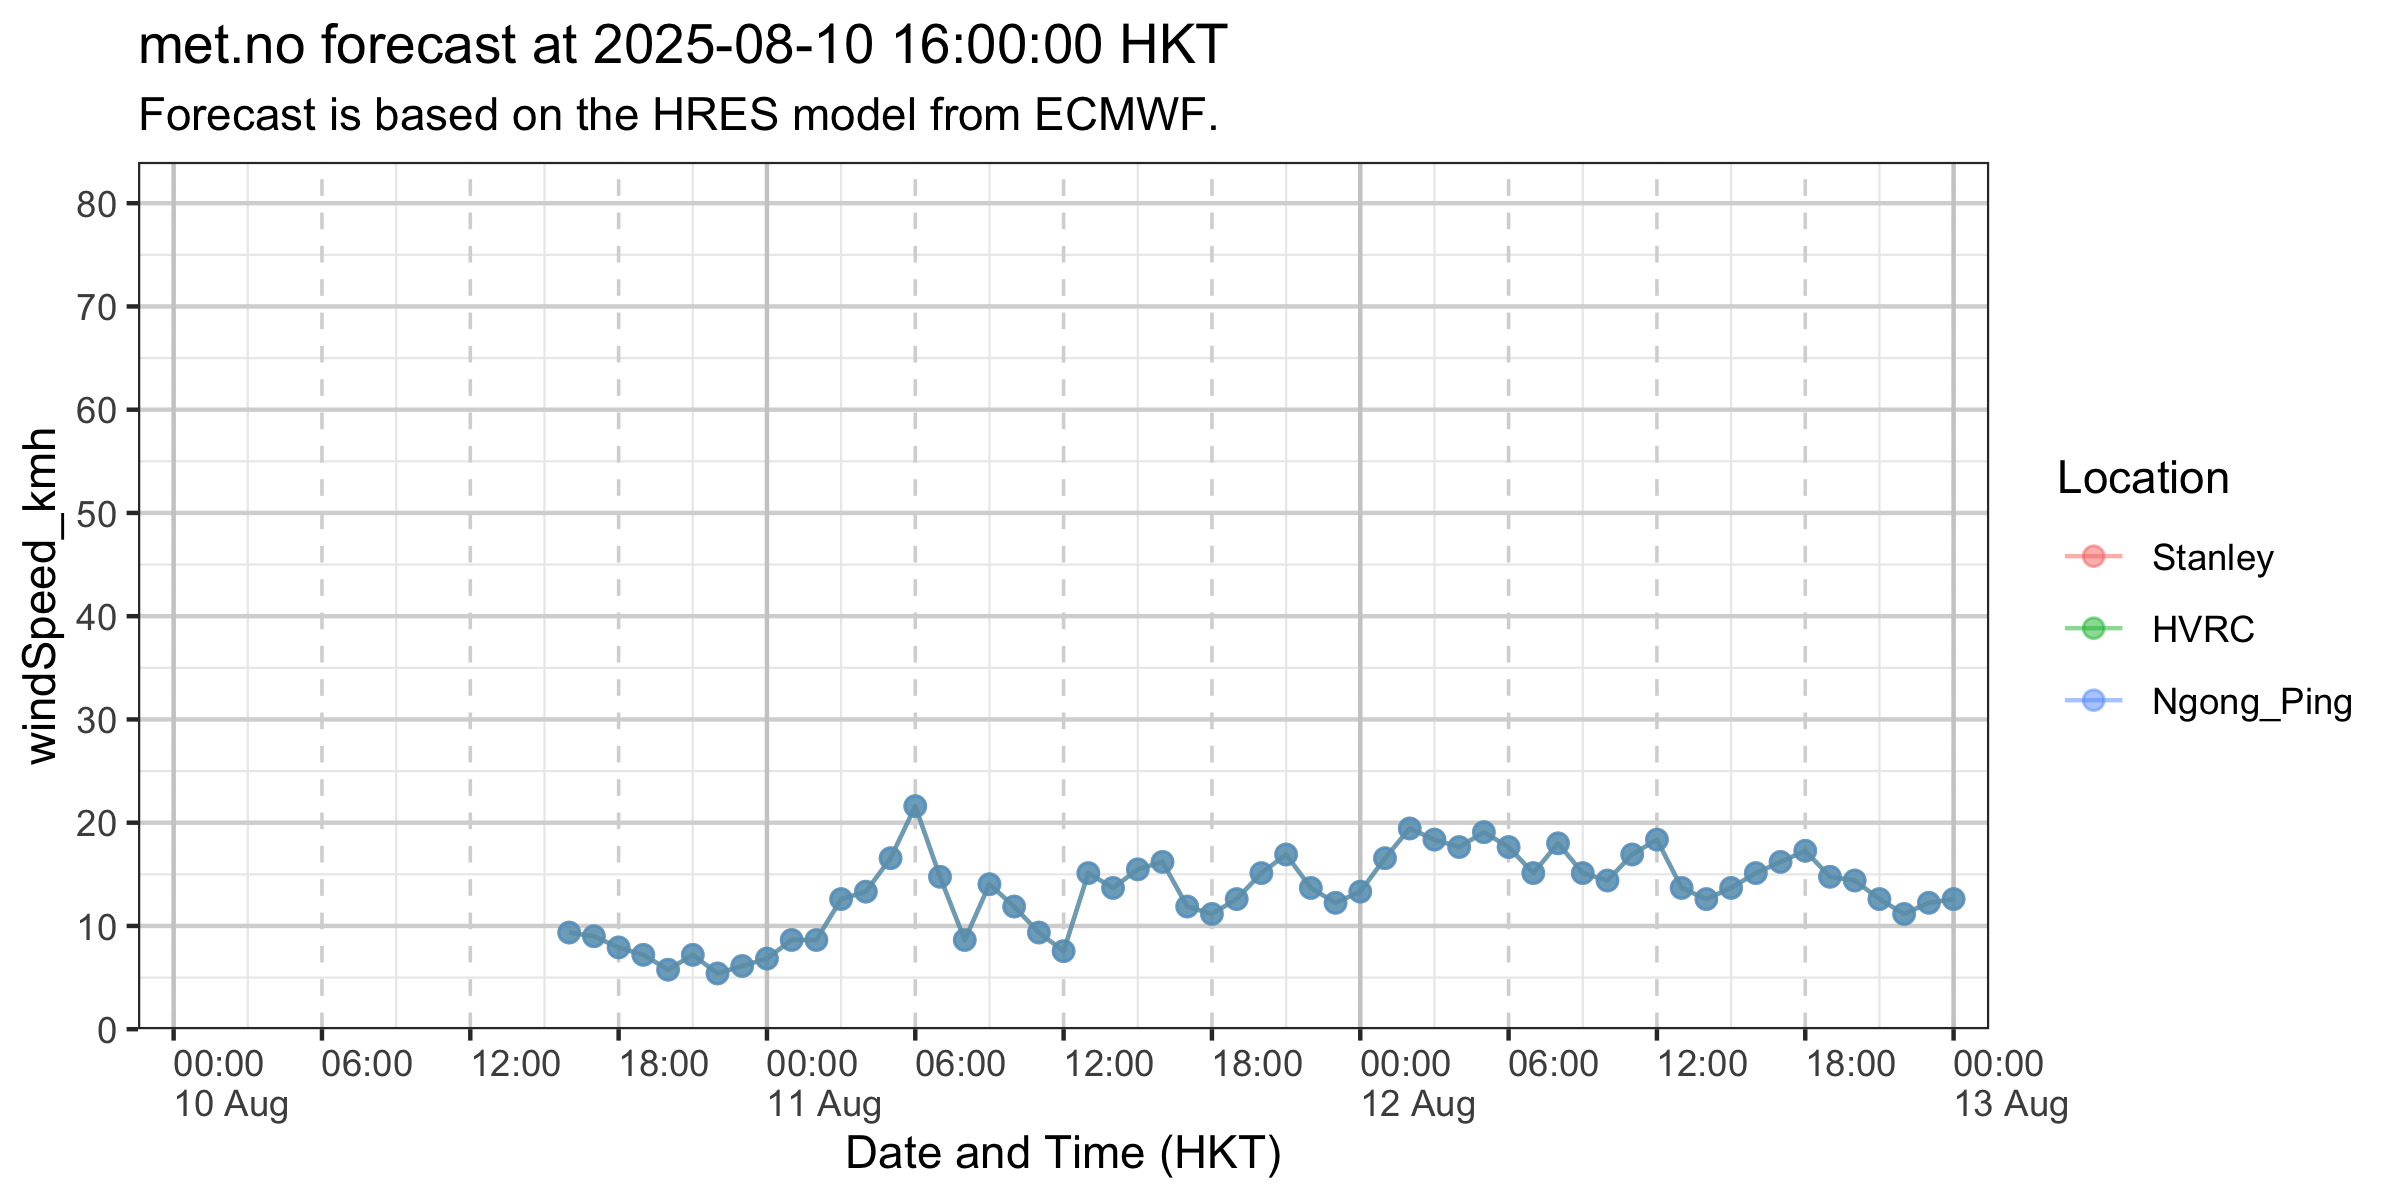 met.no forecast at 2025-08-10 16:00:00 HKT
Forecast is based on the HRES model from ECMWF.
windSpeed_kmh
80
70
60
50
40
30
20
10
0
00:00 06:00 12:00 18:00 00:00 06:00 12:00 18:00 00:00 06:00 12:00 18:00 00:00
10 Aug 11 Aug 12 Aug 13 Aug
Date and Time (HKT)
Location
Stanley
HVRC
Ngong_Ping